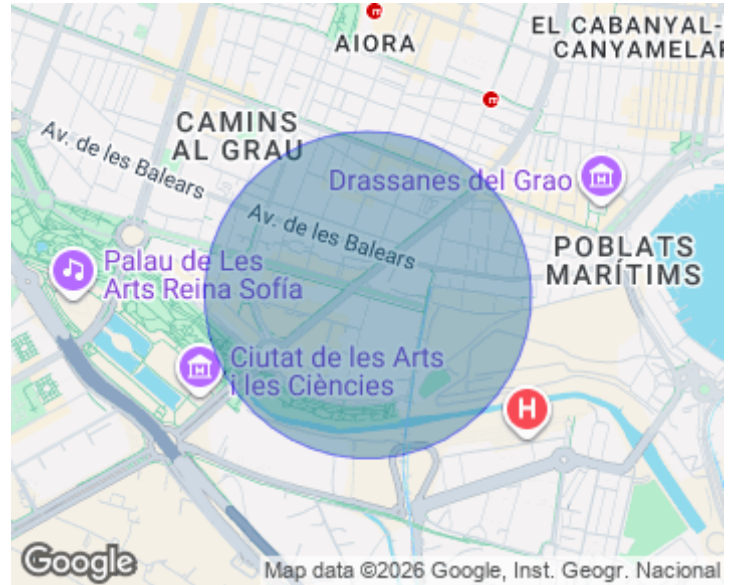 AIORA
EL CABANYAL-
CANYAMELAR
CAMINS
AL GRAU
Av. de les Balears
Drassanes del Grao
Av. de les Balears
POBLATS
MARÍTIMS
Palau de Les
Arts Reina Sofía
Ciutat de les Arts
i les Ciències
H
Google
Map data ©2026 Google, Inst. Geogr. Nacional